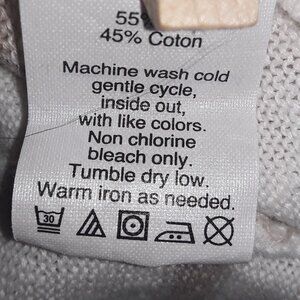 55%
45% Coton
Machine wash cold
gentle cycle,
inside out,
with like colors.
Non chlorine
bleach only.
Tumble dry low.
Warm iron as needed.
30